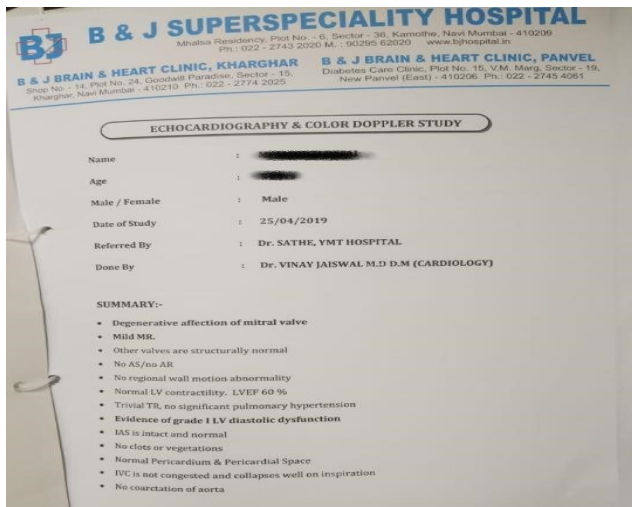 BJ
B & J SUPERSPECIALITY HOSPITAL
Mhalsa Residency, Plot No. - 6, Sector - 36, Kamothe, Navi Mumbai - 410209
Ph.: 022 - 2743 2020 M. : 90295 62020 www.bjhospital.in
B & J BRAIN & HEART CLINIC, KHARGHAR
Shop No. - 14, Plot No. 24, Goodwill Paradise, Sector - 15,
Kharghar, Navi Mumbai - 410210 Ph.: 022 - 2774 2025
B & J BRAIN & HEART CLINIC, PANVEL
Diabetes Care Clinic, Plot No. 15, V.M. Marg, Sector - 19,
New Panvel (East) - 410206 Ph.: 022 - 2745 4061
ECHOCARDIOGRAPHY & COLOR DOPPLER STUDY
Name :
Age :
Male / Female : Male
Date of Study : 25/04/2019
Referred By : Dr. SATHE, YMT HOSPITAL
Done By : Dr. VINAY JAISWAL M.D D.M (CARDIOLOGY)
SUMMARY:-
• Degenerative affection of mitral valve
• Mild MR.
• Other valves are structurally normal
• No AS/no AR
• No regional wall motion abnormality
• Normal LV contractility. LVEF 60 %
• Trivial TR, no significant pulmonary hypertension
• Evidence of grade I LV diastolic dysfunction
• IAS is intact and normal
• No clots or vegetations
• Normal Pericardium & Pericardial Space
• IVC is not congested and collapses well on inspiration
• No coarctation of aorta